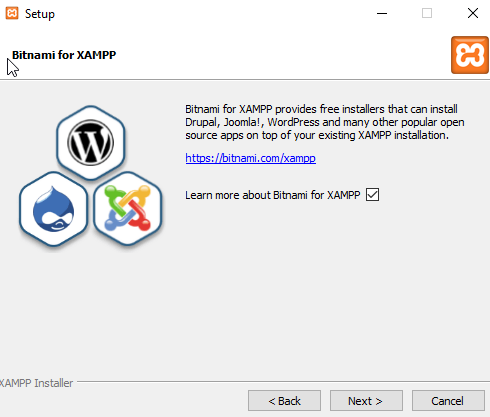 Setup
Bitnami for XAMPP
Bitnami for XAMPP provides free installers that can install
Drupal, Joomla!, WordPress and many other popular open
source apps on top of your existing XAMPP installation.
https://bitnami.com/xampp
Learn more about Bitnami for XAMPP
XAMPP Installer
< Back
Next >
Cancel